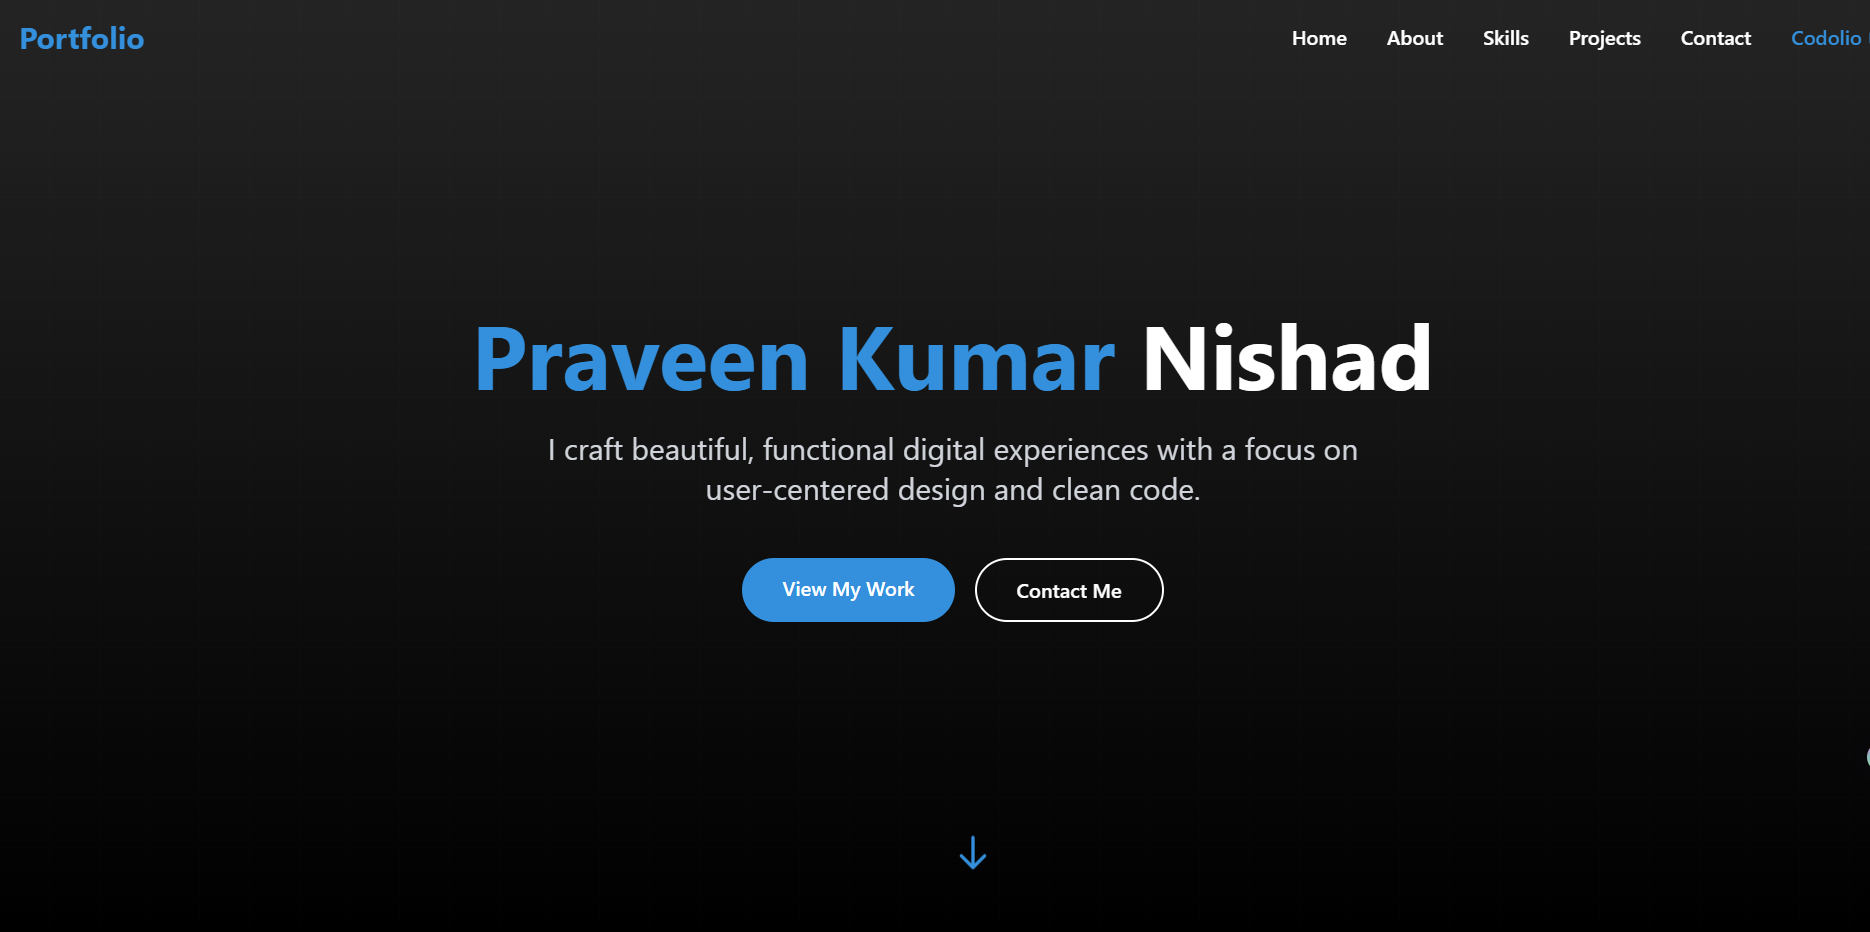 Portfolio
Home About Skills Projects Contact Codolio
Praveen Kumar Nishad
I craft beautiful, functional digital experiences with a focus on
user-centered design and clean code.
View My Work Contact Me